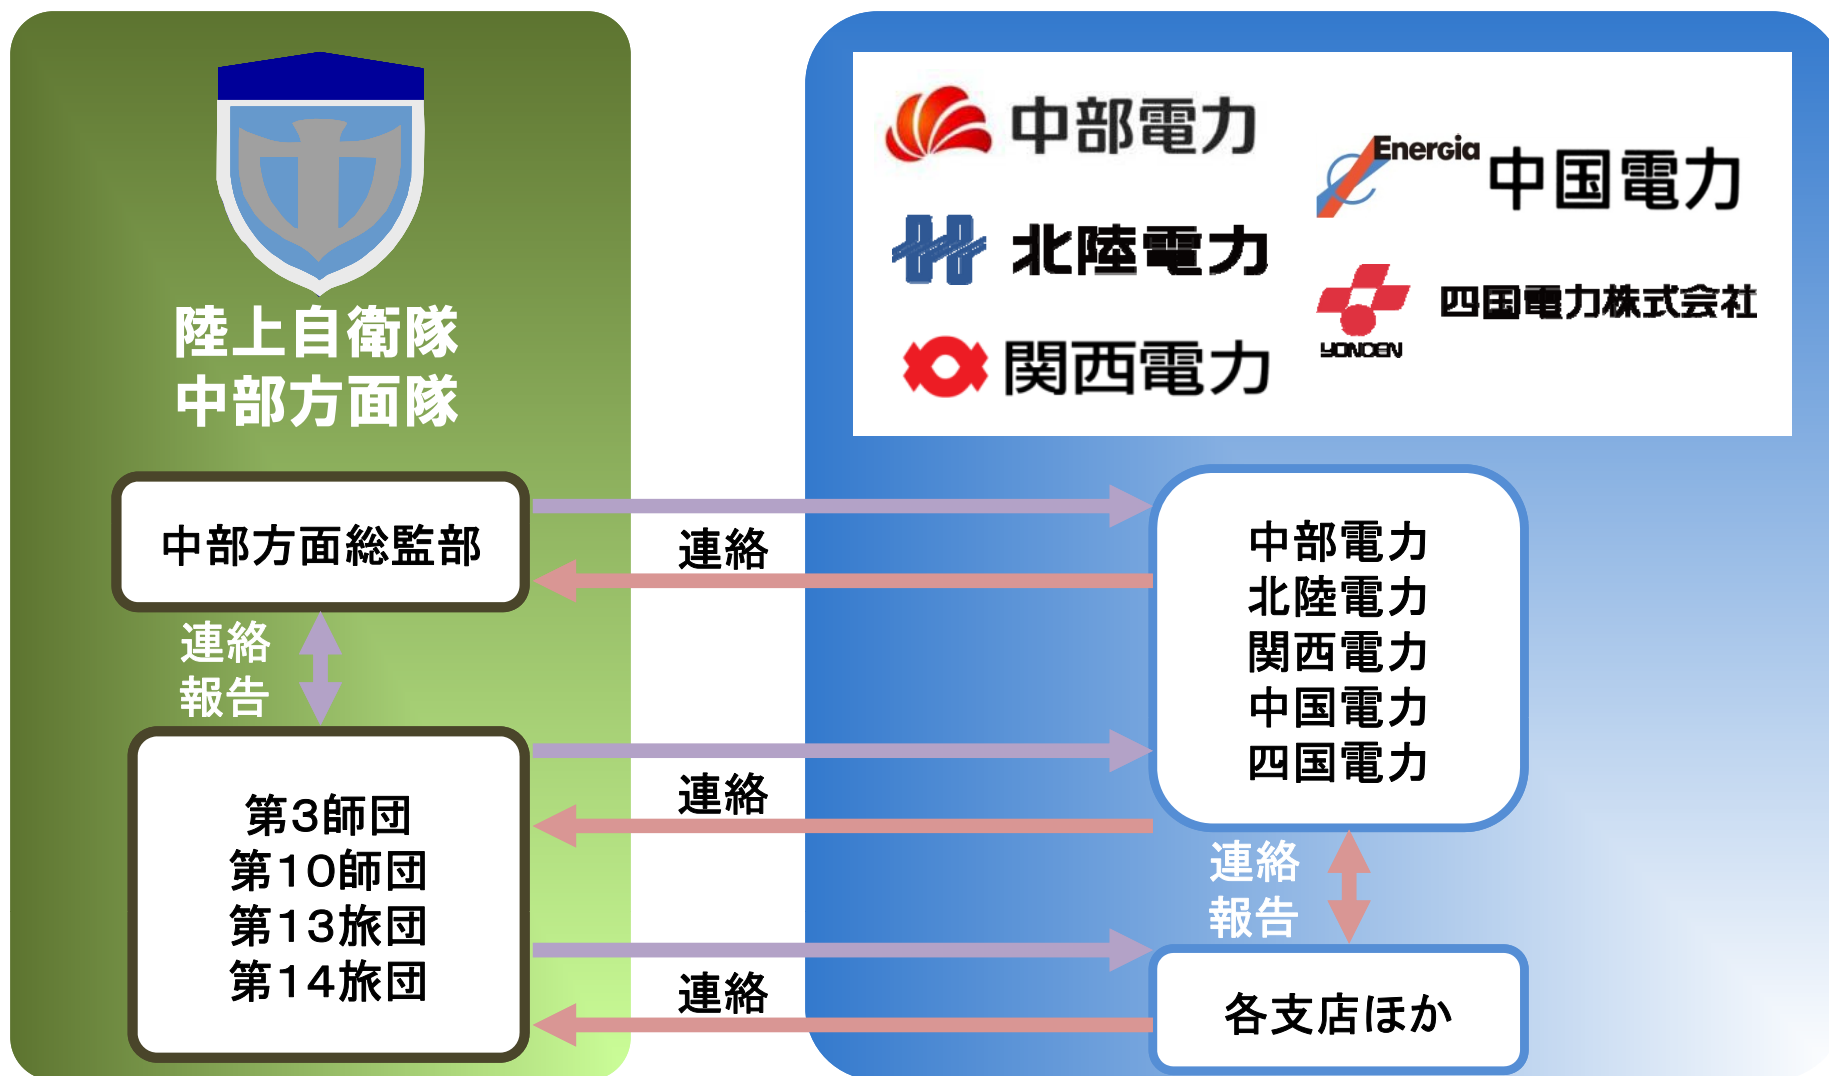 陸上自衛隊
中部方面隊
中部電力
北陸電力
関西電力
Energia 中国電力
四国電力株式会社
YONDEN
中部方面総監部
連絡
連絡
報告
第3師団
第10師団
第13旅団
第14旅団
連絡
連絡
中部電力
北陸電力
関西電力
中国電力
四国電力
連絡
報告
各支店ほか